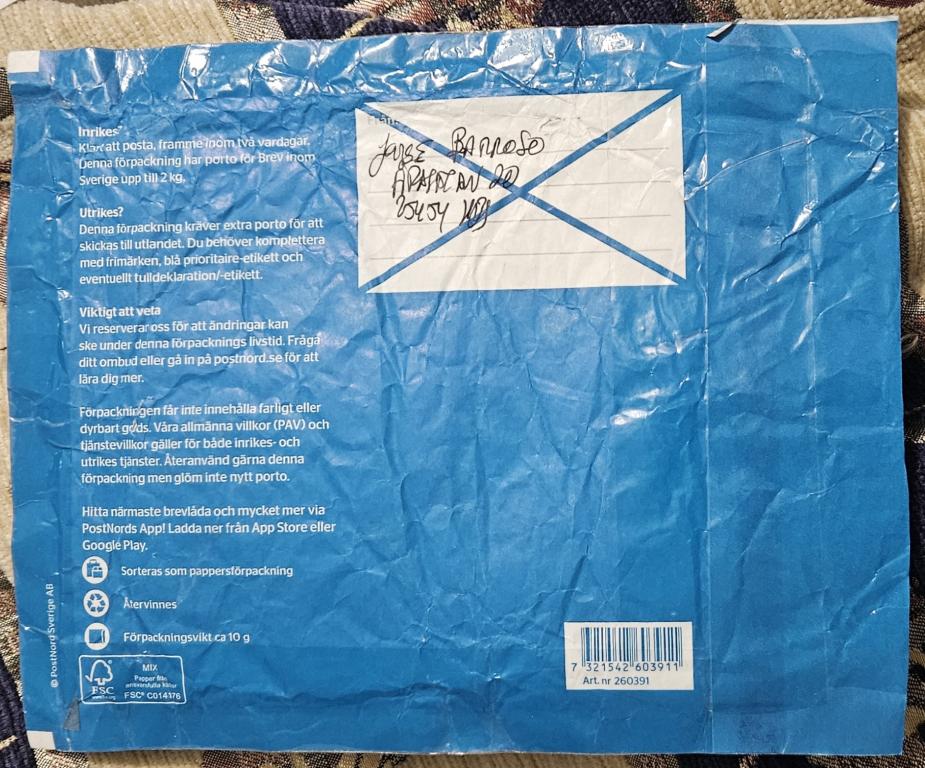 Inrikes?
Klart att posta, framme inom två vardagar.
Denna förpackning har porto för Brev inom
Sverige upp till 2 kg.
Utrikes?
Denna förpackning kräver extra porto för att
skickas till utlandet. Du behöver komplettera
med frimärken, blå prioritaire-etikett och
eventuellt tulldeklaration/-etikett.
Viktigt att veta
Vi reserverar oss för att ändringar kan
ske under denna förpacknings livstid. Fråga
ditt ombud eller gå in på postnord.se för att
lära dig mer.
Förpackningen får inte innehålla farligt eller
dyrbart gods. Våra allmänna villkor (PAV) och
tjänstevillkor gäller för både inrikes- och
utrikes tjänster. Återanvänd gärna denna
förpackning men glöm inte nytt porto.
Hitta närmaste brevlåda och mycket mer via
PostNords App! Ladda ner från App Store eller
Google Play.
Sorteras som pappersförpackning
Återvinnes
Förpackningsvikt ca 10 g
© PostNord Sverige AB
FSC
MIX
Papper från
ansvarsfulla källor
FSC® C014176
Från
BARROSO
20
7 321542 603911
Art. nr 260391